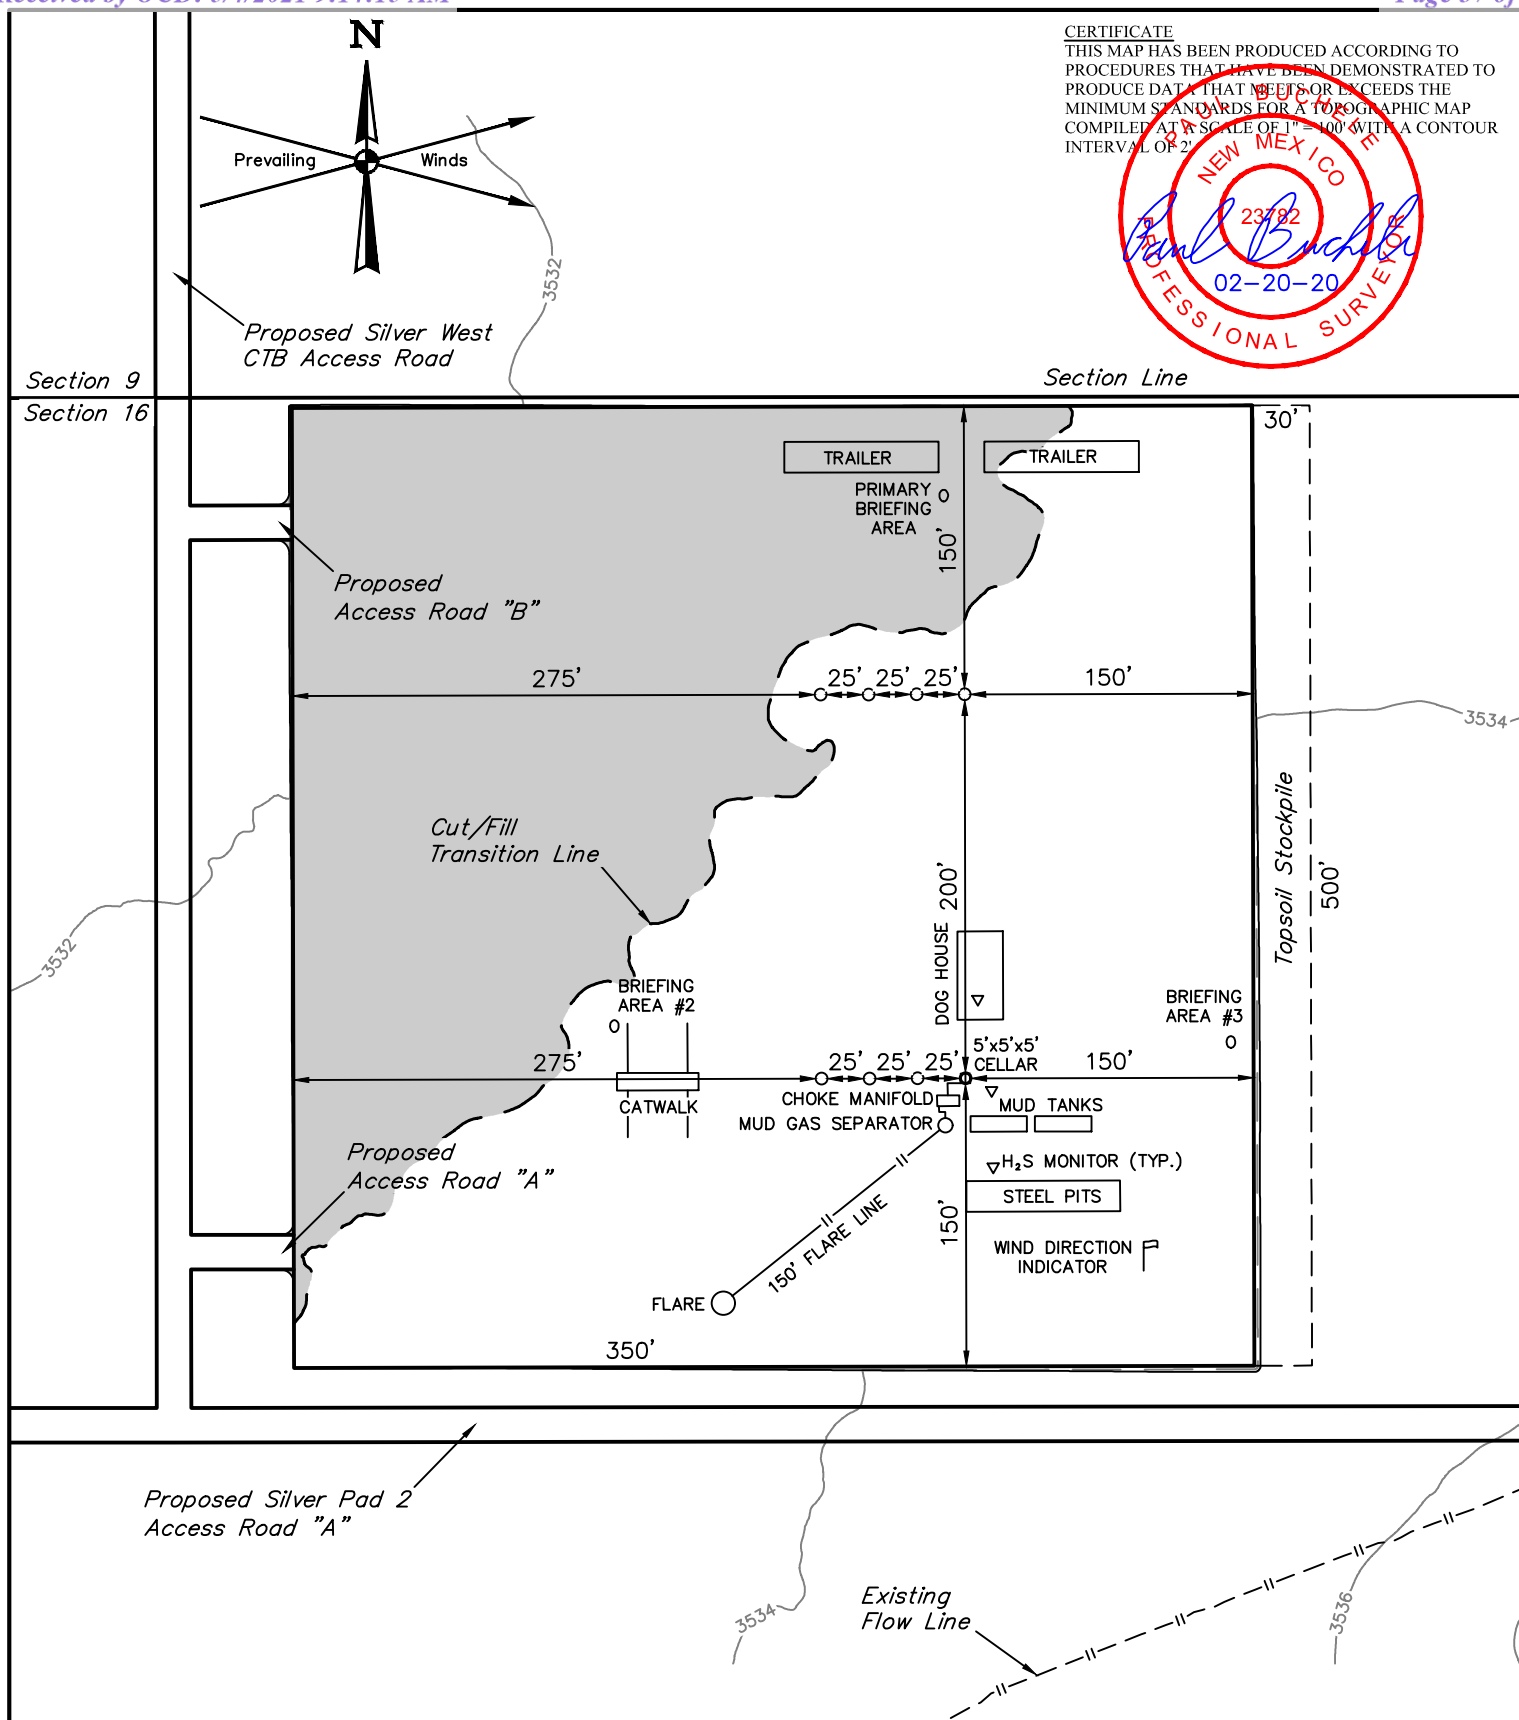 N
Prevailing Winds
CERTIFICATE
THIS MAP HAS BEEN PRODUCED ACCORDING TO
PROCEDURES THAT HAVE BEEN DEMONSTRATED TO
PRODUCE DATA THAT MEETS OR EXCEEDS THE
MINIMUM STANDARDS FOR A TOPOGRAPHIC MAP
COMPILED AT A SCALE OF 1" = 100' WITH A CONTOUR
INTERVAL OF 2'.
PAUL BUCHELE
NEW MEXICO
23782
Paul Buchele
02-20-20
PROFESSIONAL SURVEYOR
3532
Proposed Silver West
CTB Access Road
Section 9
Section Line
Section 16
30'
TRAILER
TRAILER
PRIMARY
BRIEFING
AREA
150'
Proposed
Access Road "B"
275'
25'
25'
25'
150'
3534
Cut/Fill
Transition Line
200'
Topsoil Stockpile
500'
3532
DOG HOUSE
BRIEFING
AREA #2
BRIEFING
AREA #3
5'x5'x5'
CELLAR
275'
25'
25'
25'
150'
CATWALK
CHOKE MANIFOLD
MUD TANKS
MUD GAS SEPARATOR
Proposed
Access Road "A"
H₂S MONITOR (TYP.)
STEEL PITS
150'
150' FLARE LINE
WIND DIRECTION
INDICATOR
FLARE
350'
Proposed Silver Pad 2
Access Road "A"
Existing
Flow Line
3534
3536